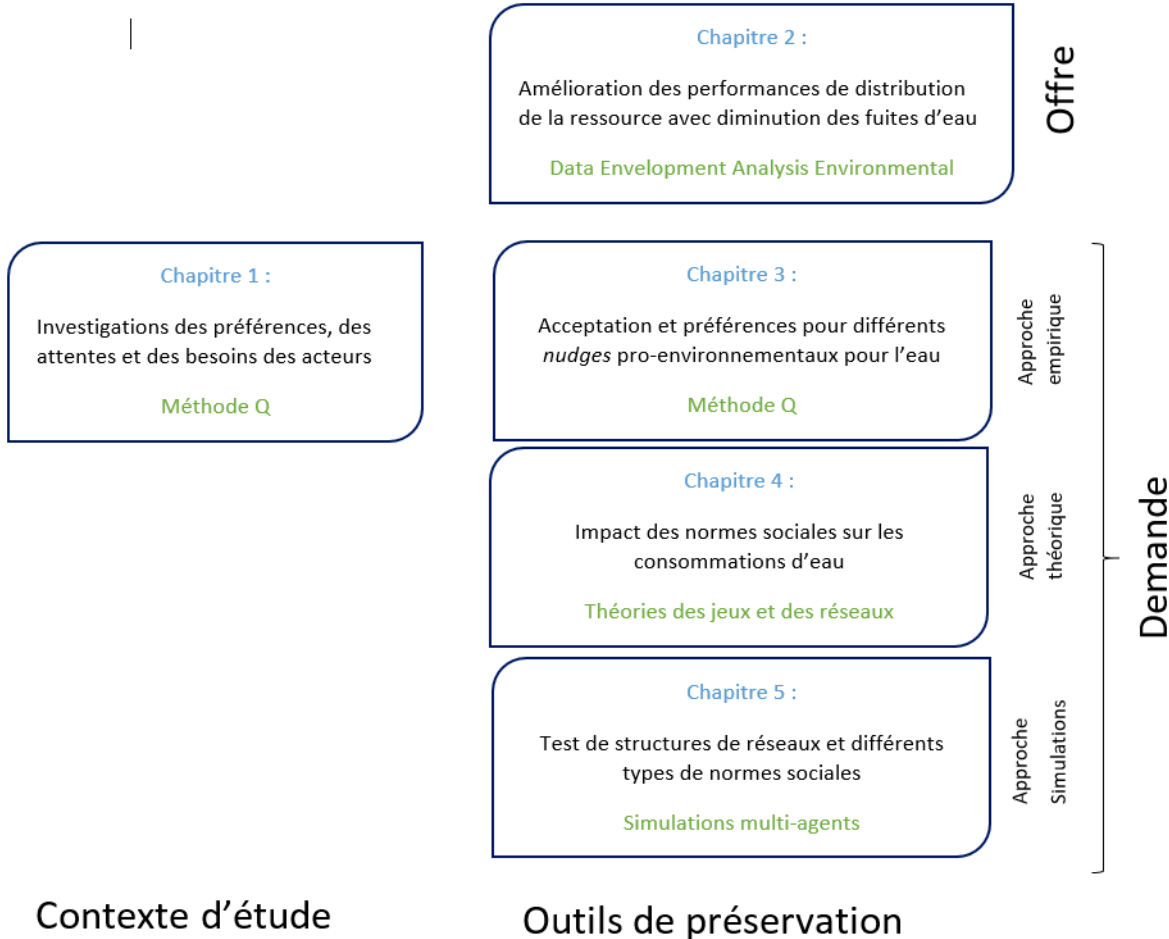 Chapitre 2 :
Amélioration des performances de distribution
de la ressource avec diminution des fuites d'eau
Data Envelopment Analysis Environmental
Offre
Chapitre 1 :
Investigations des préférences, des
attentes et des besoins des acteurs
Méthode Q
Chapitre 3 :
Acceptation et préférences pour différents
nudges pro-environnementaux pour l'eau
Méthode Q
Approche
empirique
Chapitre 4 :
Impact des normes sociales sur les
consommations d'eau
Théories des jeux et des réseaux
Approche
théorique
Chapitre 5 :
Test de structures de réseaux et différents
types de normes sociales
Simulations multi-agents
Approche
Simulations
Demande
Contexte d'étude
Outils de préservation